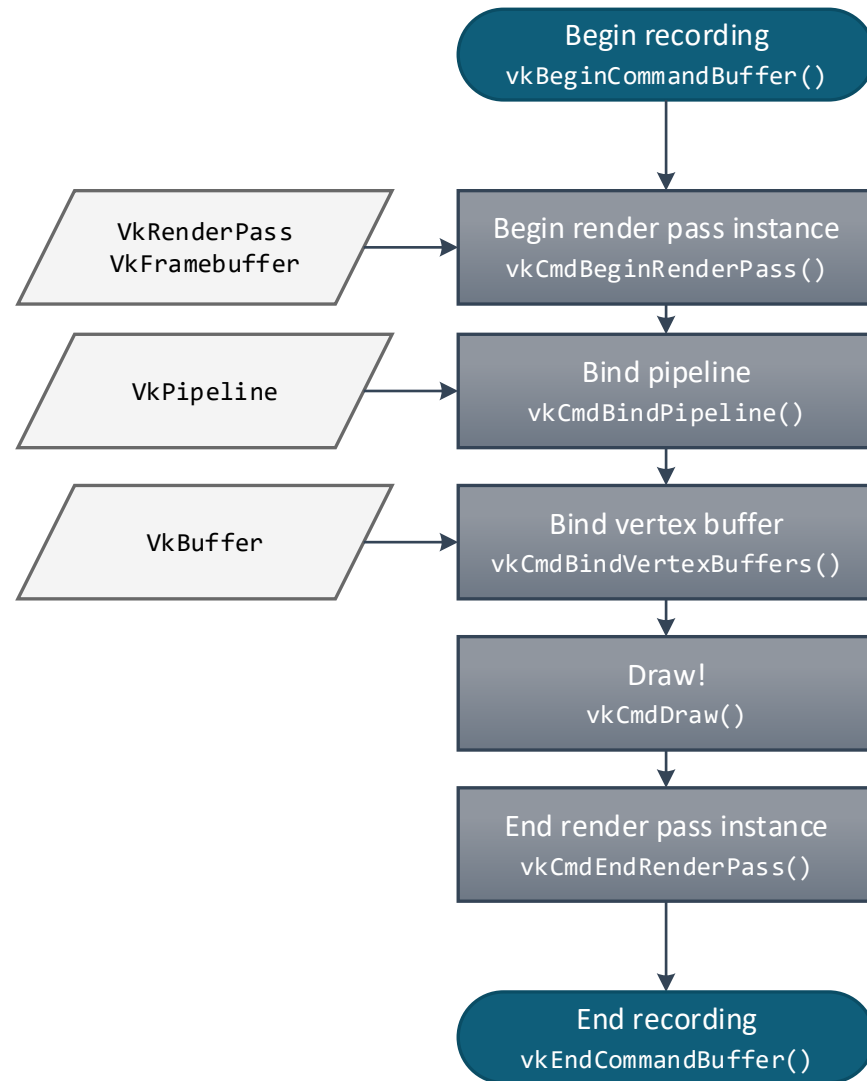 Begin recording
vkBeginCommandBuffer()
VkRenderPass
VkFramebuffer
Begin render pass instance
vkCmdBeginRenderPass()
VkPipeline
Bind pipeline
vkCmdBindPipeline()
VkBuffer
Bind vertex buffer
vkCmdBindVertexBuffers()
Draw!
vkCmdDraw()
End render pass instance
vkCmdEndRenderPass()
End recording
vkEndCommandBuffer()